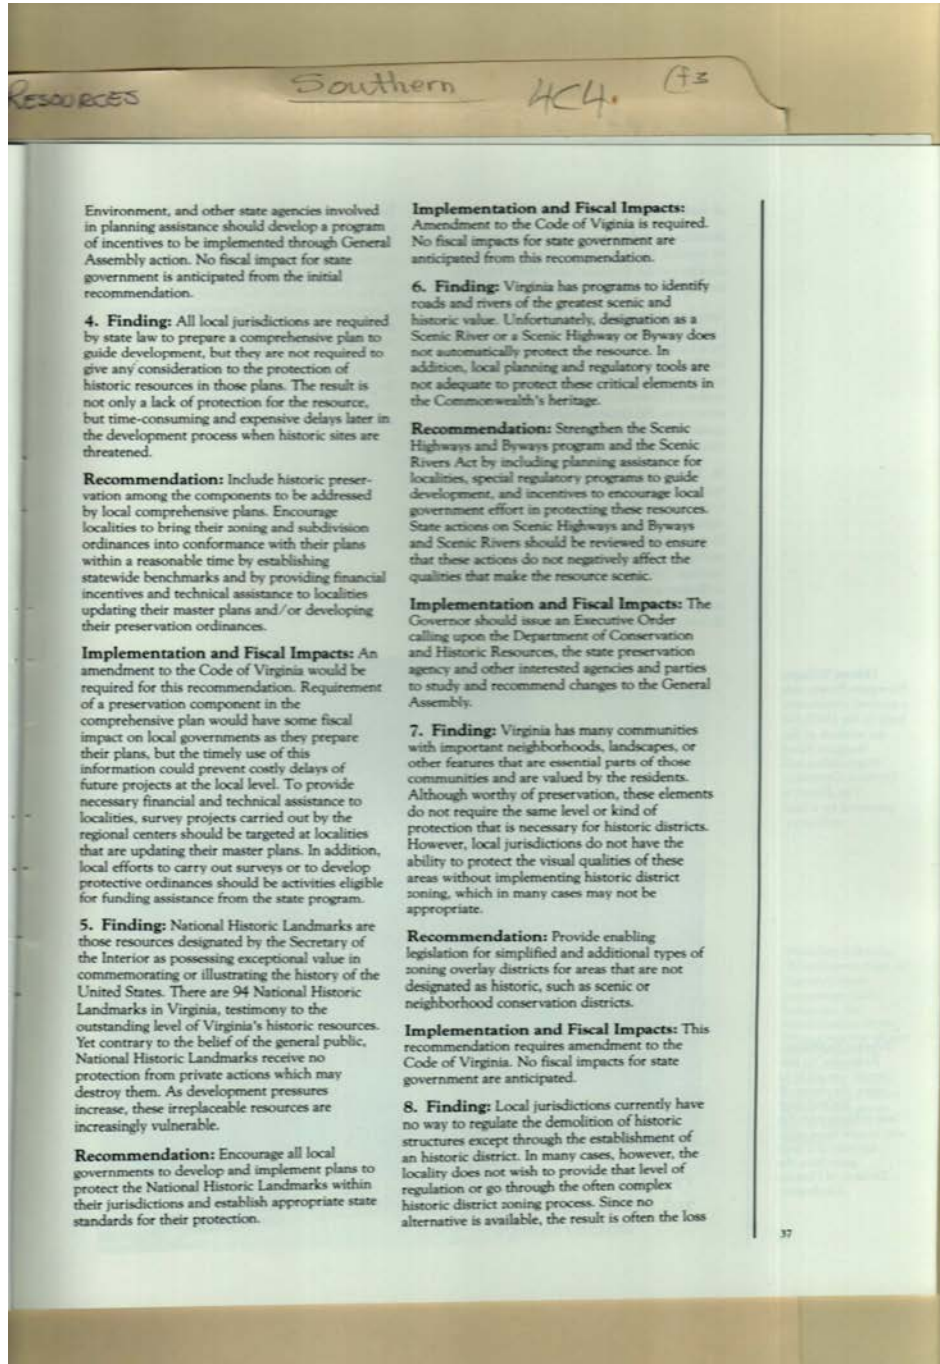 RESOURCES
Southern
4C4.
(f3
Environment, and other state agencies involved
in planning assistance should develop a program
of incentives to be implemented through General
Assembly action. No fiscal impact for state
government is anticipated from the initial
recommendation.
4. Finding: All local jurisdictions are required
by state law to prepare a comprehensive plan to
guide development, but they are not required to
give any consideration to the protection of
historic resources in those plans. The result is
not only a lack of protection for the resource,
but time-consuming and expensive delays later in
the development process when historic sites are
threatened.
Recommendation: Include historic preser-
vation among the components to be addressed
by local comprehensive plans. Encourage
localities to bring their zoning and subdivision
ordinances into conformance with their plans
within a reasonable time by establishing
statewide benchmarks and by providing financial
incentives and technical assistance to localities
updating their master plans and/or developing
their preservation ordinances.
Implementation and Fiscal Impacts: An
amendment to the Code of Virginia would be
required for this recommendation. Requirement
of a preservation component in the
comprehensive plan would have some fiscal
impact on local governments as they prepare
their plans, but the timely use of this
information could prevent costly delays of
future projects at the local level. To provide
necessary financial and technical assistance to
localities, survey projects carried out by the
regional centers should be targeted at localities
that are updating their master plans. In addition,
local efforts to carry out surveys or to develop
protective ordinances should be activities eligible
for funding assistance from the state program.
5. Finding: National Historic Landmarks are
those resources designated by the Secretary of
the Interior as possessing exceptional value in
commemorating or illustrating the history of the
United States. There are 94 National Historic
Landmarks in Virginia, testimony to the
outstanding level of Virginia's historic resources.
Yet contrary to the belief of the general public,
National Historic Landmarks receive no
protection from private actions which may
destroy them. As development pressures
increase, these irreplaceable resources are
increasingly vulnerable.
Recommendation: Encourage all local
governments to develop and implement plans to
protect the National Historic Landmarks within
their jurisdictions and establish appropriate state
standards for their protection.
Implementation and Fiscal Impacts:
Amendment to the Code of Viginia is required.
No fiscal impacts for state government are
anticipated from this recommendation.
6. Finding: Virginia has programs to identify
roads and rivers of the greatest scenic and
historic value. Unfortunately, designation as a
Scenic River or a Scenic Highway or Byway does
not automatically protect the resource. In
addition, local planning and regulatory tools are
not adequate to protect these critical elements in
the Commonwealth's heritage.
Recommendation: Strengthen the Scenic
Highways and Byways program and the Scenic
Rivers Act by including planning assistance for
localities, special regulatory programs to guide
development, and incentives to encourage local
government effort in protecting these resources.
State actions on Scenic Highways and Byways
and Scenic Rivers should be reviewed to ensure
that these actions do not negatively affect the
qualities that make the resource scenic.
Implementation and Fiscal Impacts: The
Governor should issue an Executive Order
calling upon the Department of Conservation
and Historic Resources, the state preservation
agency and other interested agencies and parties
to study and recommend changes to the General
Assembly.
7. Finding: Virginia has many communities
with important neighborhoods, landscapes, or
other features that are essential parts of those
communities and are valued by the residents.
Although worthy of preservation, these elements
do not require the same level or kind of
protection that is necessary for historic districts.
However, local jurisdictions do not have the
ability to protect the visual qualities of these
areas without implementing historic district
zoning, which in many cases may not be
appropriate.
Recommendation: Provide enabling
legislation for simplified and additional types of
zoning overlay districts for areas that are not
designated as historic, such as scenic or
neighborhood conservation districts.
Implementation and Fiscal Impacts: This
recommendation requires amendment to the
Code of Virginia. No fiscal impacts for state
government are anticipated.
8. Finding: Local jurisdictions currently have
no way to regulate the demolition of historic
structures except through the establishment of
an historic district. In many cases, however, the
locality does not wish to provide that level of
regulation or go through the often complex
historic district zoning process. Since no
alternative is available, the result is often the loss
37